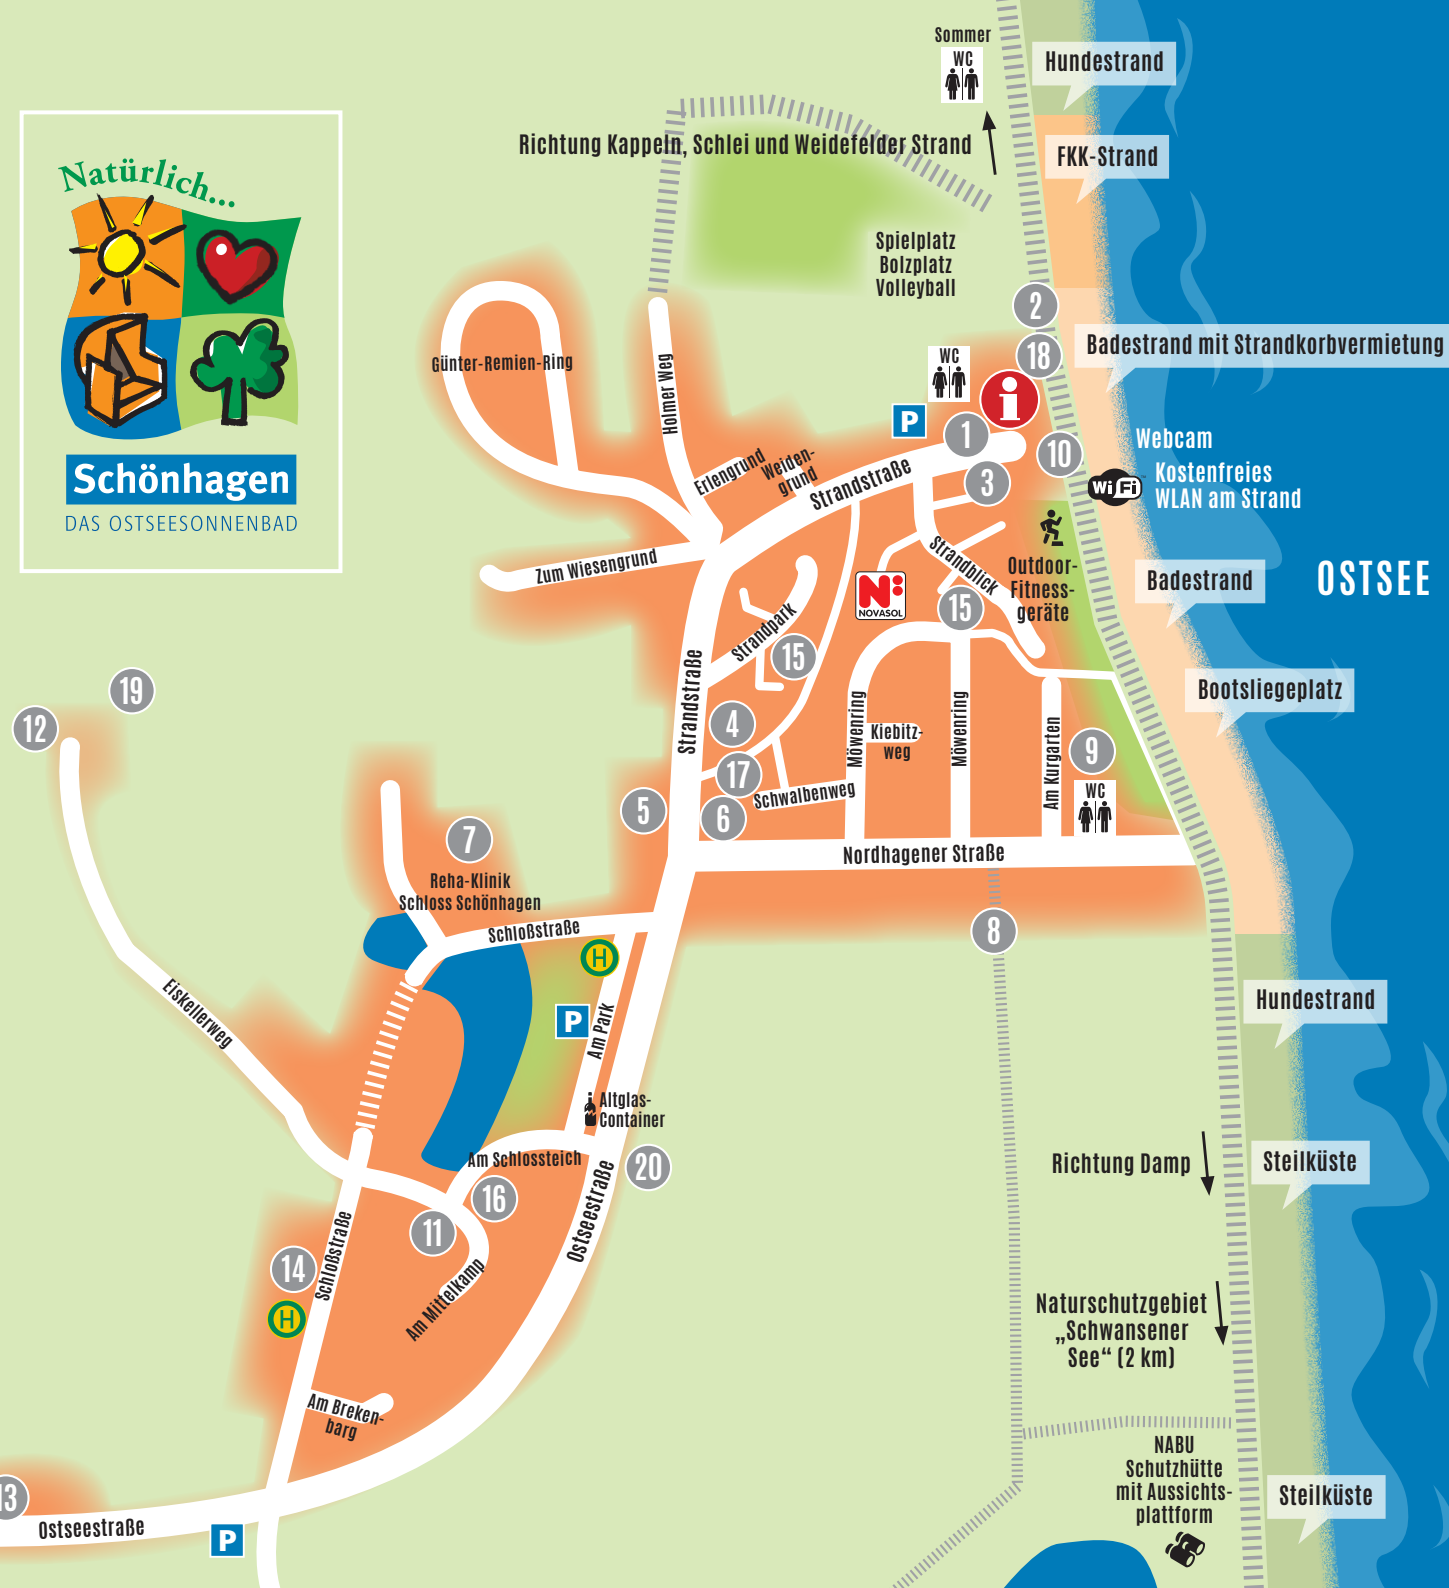 Sommer
WC
Hundestrand
Richtung Kappeln, Schlei und Weidefelder Strand
FKK-Strand
Natürlich...
Schönhagen
DAS OSTSEESONNENBAD
Spielplatz
Bolzplatz
Volleyball
2
18
Badestrand mit Strandkorbvermietung
WC
i
P
1
3
10
Webcam
WiFi
Kostenfreies
WLAN am Strand
Günter-Remien-Ring
Holmer Weg
Erlengrund
Weiden-
grund
Strandstraße
Zum Wiesengrund
Strandblick
Outdoor-
Fitness-
geräte
OSTSEE
Badestrand
N
NOVASOL
15
Strandpark
15
Strandstraße
Bootsliegeplatz
19
12
4
Möwenring
Kiebitz-
weg
Möwenring
Am Kurgarten
9
WC
17
5
6
Schwalbenweg
7
Reha-Klinik
Schloss Schönhagen
Nordhagener Straße
Schloßstraße
8
H
P
Am Park
Hundestrand
Eiskellerweg
Altglas-
Container
Am Schlossteich
20
16
11
Ostseestraße
Richtung Damp
Steilküste
14
Schloßstraße
H
Am Mittelkamp
Naturschutzgebiet
„Schwansener
See“ (2 km)
Am Breken-
barg
NABU
Schutzhütte
mit Aussichts-
plattform
Steilküste
13
Ostseestraße
P